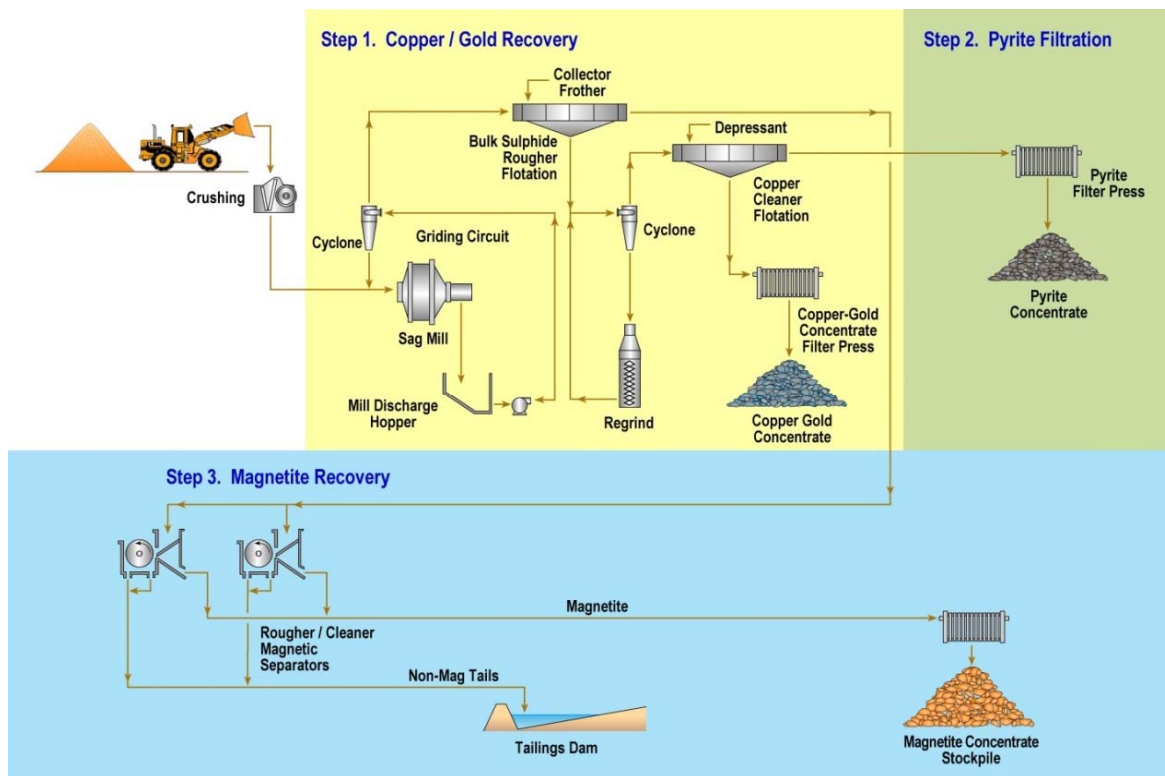 Step 1. Copper / Gold Recovery
Step 2. Pyrite Filtration
Collector
Frother
Depressant
Bulk Sulphide
Rougher
Flotation
Crushing
Copper
Cleaner
Flotation
Pyrite
Filter Press
Cyclone
Griding Circuit
Cyclone
Sag Mill
Copper-Gold
Concentrate
Filter Press
Pyrite
Concentrate
Mill Discharge
Hopper
Regrind
Copper Gold
Concentrate
Step 3. Magnetite Recovery
Magnetite
Rougher / Cleaner
Magnetic
Separators
Non-Mag Tails
Tailings Dam
Magnetite Concentrate
Stockpile